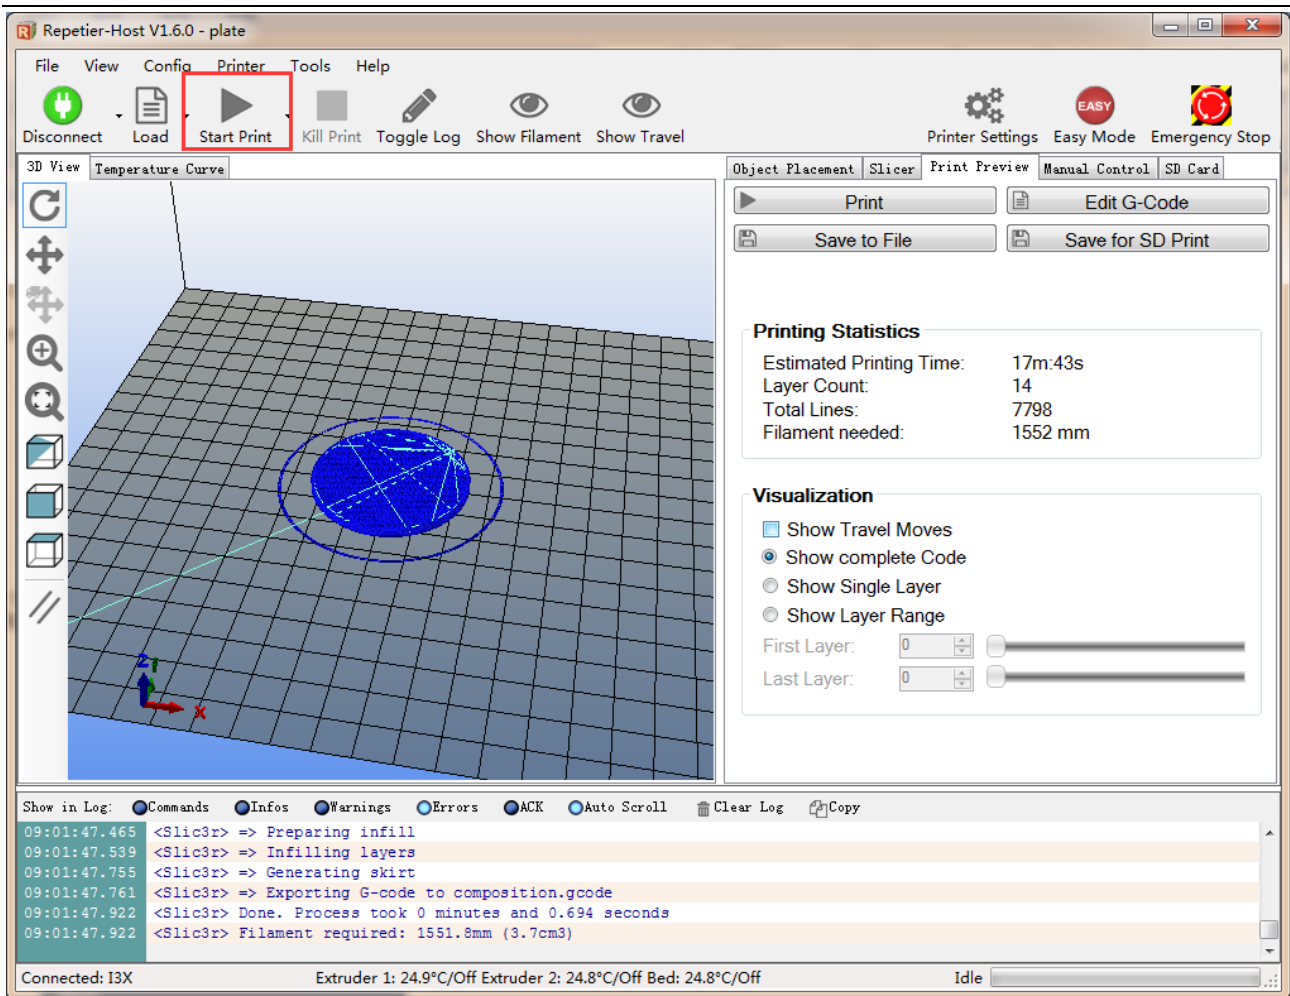 Repetier-Host V1.6.0 - plate
File View Config Printer Tools Help
Disconnect Load Start Print Kill Print Toggle Log Show Filament Show Travel Printer Settings EASY Easy Mode Emergency Stop
3D View Temperature Curve
Object Placement Slicer Print Preview Manual Control SD Card
Print Edit G-Code
Save to File Save for SD Print
Printing Statistics
Estimated Printing Time: 17m:43s
Layer Count: 14
Total Lines: 7798
Filament needed: 1552 mm
Visualization
Show Travel Moves
Show complete Code
Show Single Layer
Show Layer Range
First Layer: 0
Last Layer: 0
Z Y
X
Show in Log: Commands Infos Warnings Errors ACK Auto Scroll Clear Log Copy
09:01:47.465 <Slic3r> => Preparing infill
09:01:47.539 <Slic3r> => Infilling layers
09:01:47.755 <Slic3r> => Generating skirt
09:01:47.761 <Slic3r> => Exporting G-code to composition.gcode
09:01:47.922 <Slic3r> Done. Process took 0 minutes and 0.694 seconds
09:01:47.922 <Slic3r> Filament required: 1551.8mm (3.7cm3)
Connected: I3X Extruder 1: 24.9°C/Off Extruder 2: 24.8°C/Off Bed: 24.8°C/Off Idle